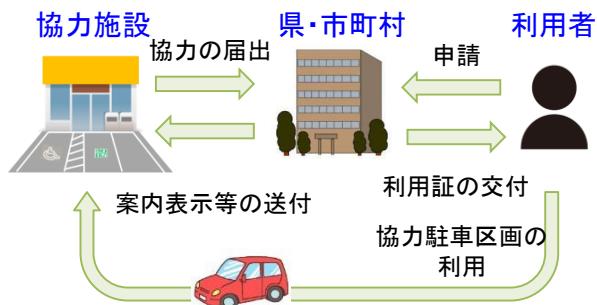 協力施設
県・市町村
利用者
協力の届出
申請
案内表示等の送付
利用証の交付
協力駐車区画の
利用